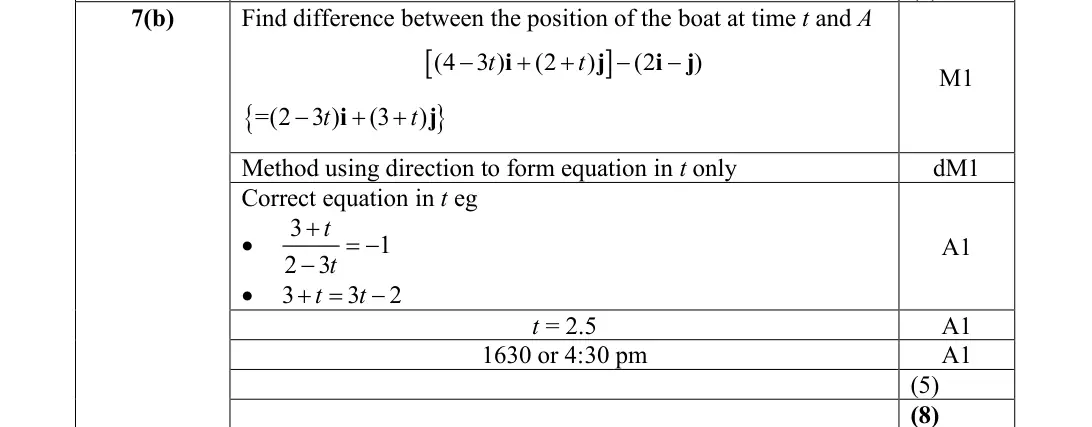 7(b) Find difference between the position of the boat at time t and A
[(4−3t)i+(2+t)j]−(2i−j)
M1
{=(2−3t)i+(3+t)j}
Method using direction to form equation in t only dM1
Correct equation in t eg
• (3+t)/(2−3t) = −1
A1
• 3+t = 3t−2
t = 2.5 A1
1630 or 4:30 pm A1
(5)
(8)